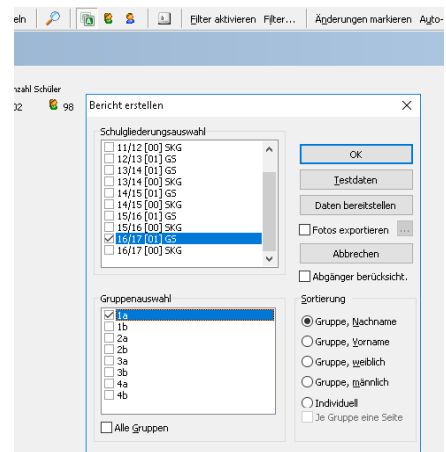 eln Filter aktivieren Filter... Änderungen markieren Auto-
nzahl Schüler
02 98
Bericht erstellen
Schulgliederungsauswahl
11/12 [00] SKG
12/13 [01] GS
13/14 [01] GS
13/14 [00] SKG
14/15 [01] GS
14/15 [00] SKG
15/16 [01] GS
15/16 [00] SKG
16/17 [01] GS
16/17 [00] SKG
OK
Testdaten
Daten bereitstellen
Fotos exportieren ...
Abbrechen
Abgänger berücksicht.
Gruppenauswahl
1a
1b
2a
2b
3a
3b
4a
4b
Alle Gruppen
Sortierung
Gruppe, Nachname
Gruppe, Vorname
Gruppe, weiblich
Gruppe, männlich
Individuell
Je Gruppe eine Seite